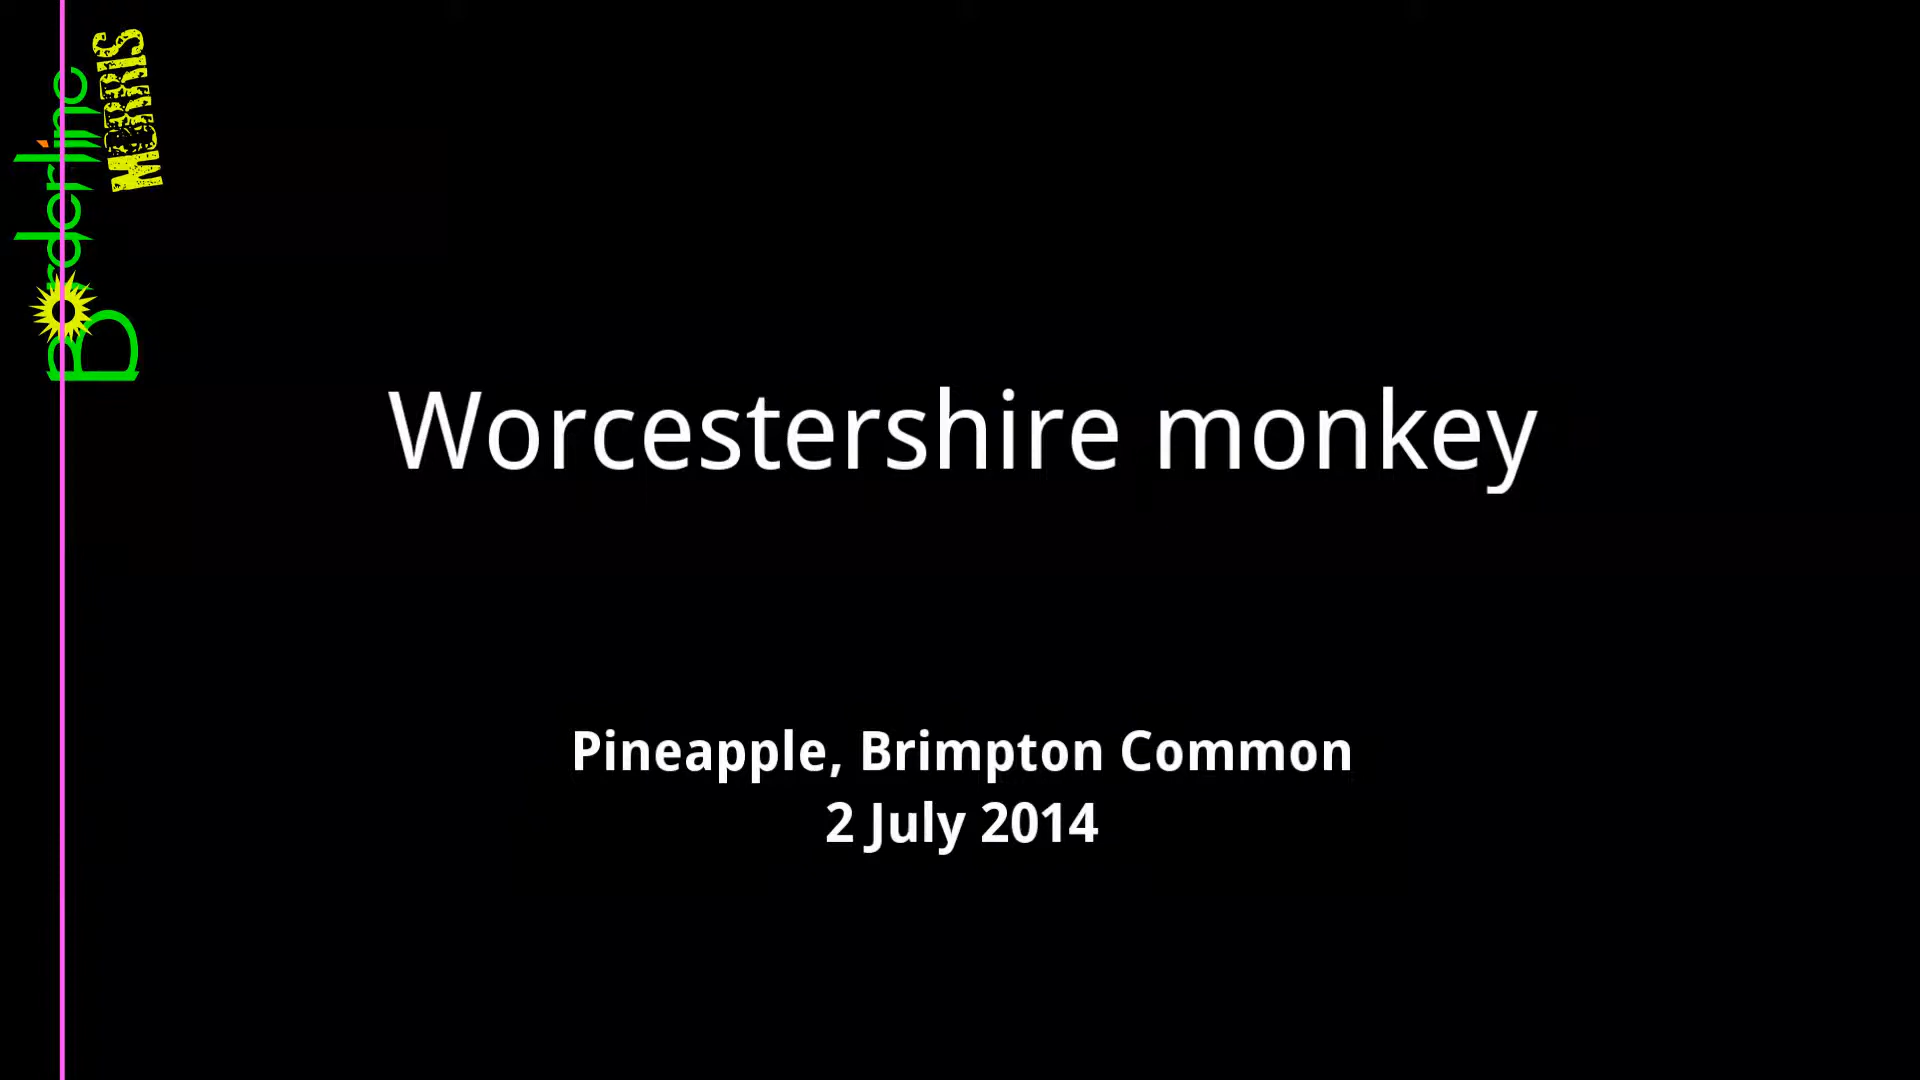 Borderline
MORRIS
Worcestershire monkey
Pineapple, Brimpton Common
2 July 2014